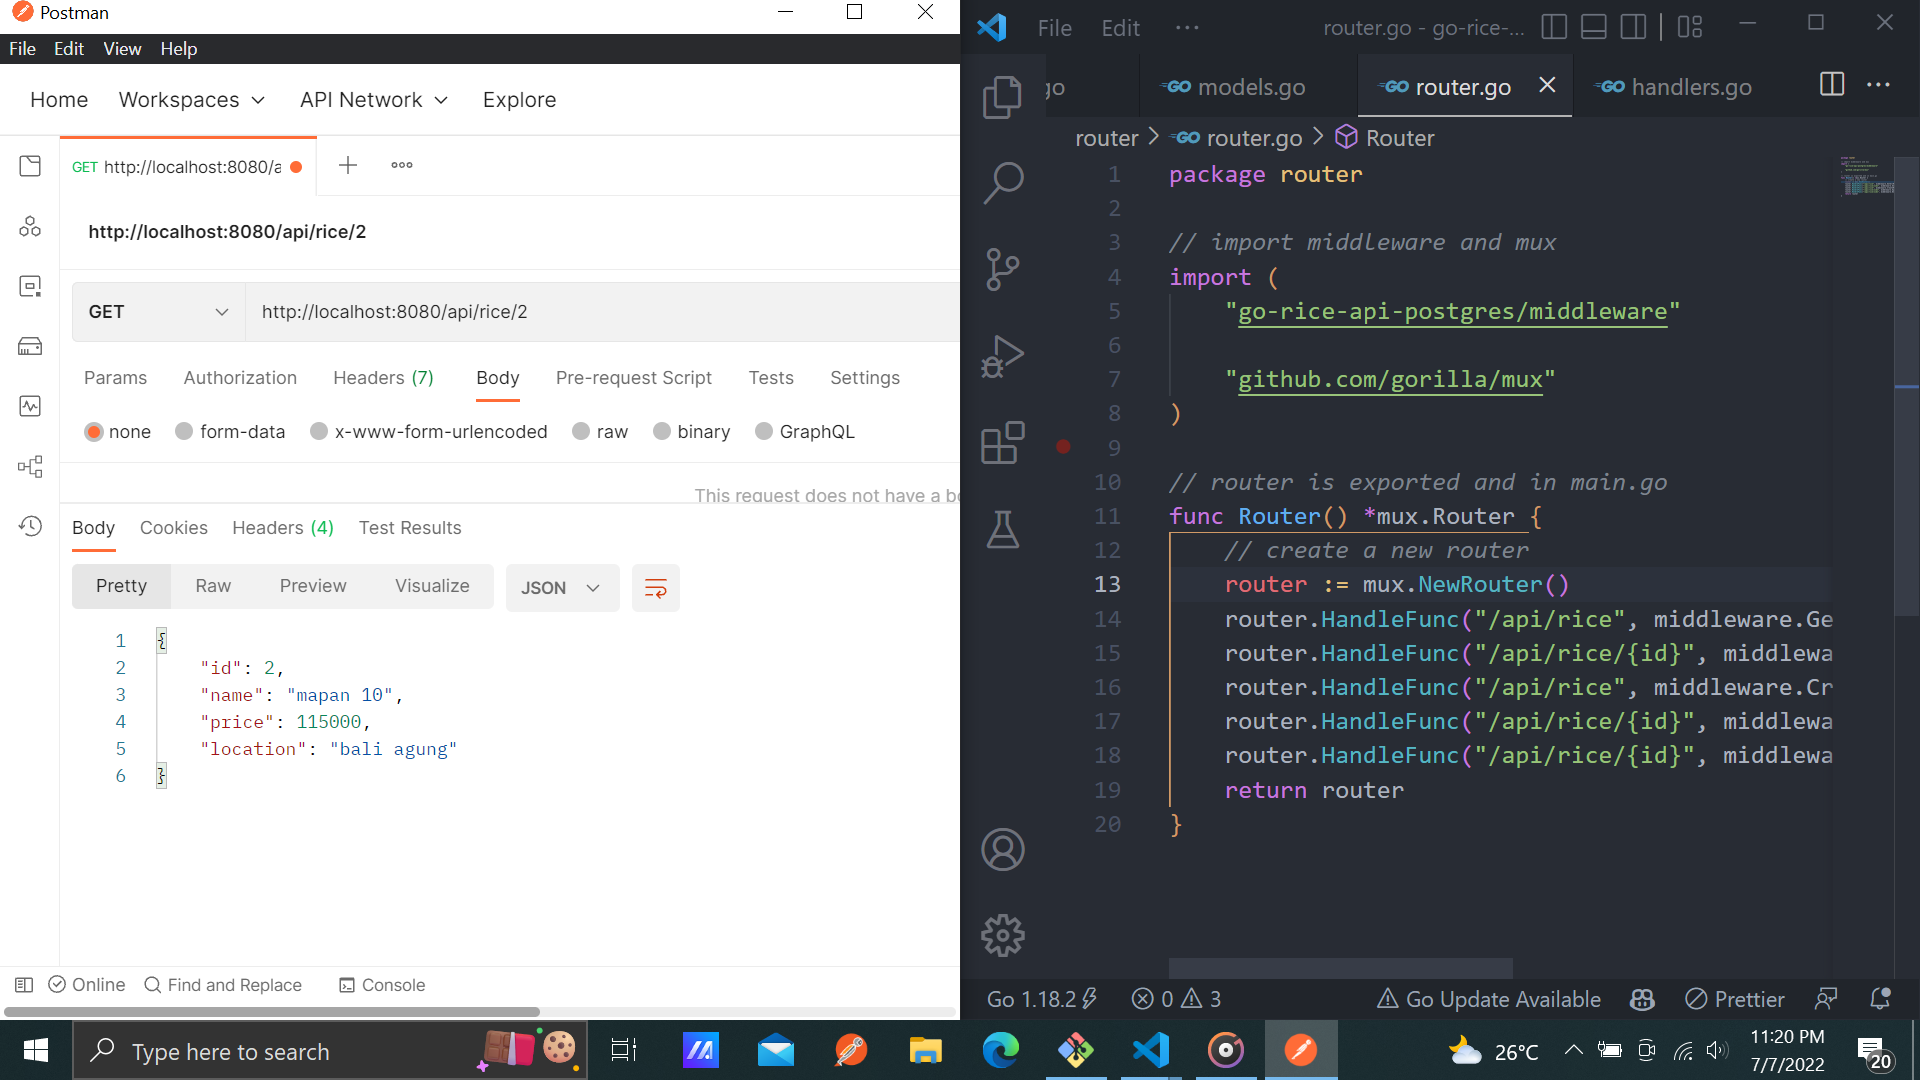 Postman
File Edit View Help
Home Workspaces API Network Explore
GET http://localhost:8080/a
http://localhost:8080/api/rice/2
GET http://localhost:8080/api/rice/2
Params Authorization Headers (7) Body Pre-request Script Tests Settings
none form-data x-www-form-urlencoded raw binary GraphQL
This request does not have a bo
Body Cookies Headers (4) Test Results
Pretty Raw Preview Visualize JSON
1 {
2 "id": 2,
3 "name": "mapan 10",
4 "price": 115000,
5 "location": "bali agung"
6 }
Online Find and Replace Console
File Edit ··· router.go - go-rice-...
go models.go router.go handlers.go ···
router > router.go > Router
1 package router
2
3 // import middleware and mux
4 import (
5 "go-rice-api-postgres/middleware"
6
7 "github.com/gorilla/mux"
8 )
9
10 // router is exported and in main.go
11 func Router() *mux.Router {
12 // create a new router
13 router := mux.NewRouter()
14 router.HandleFunc("/api/rice", middleware.Ge
15 router.HandleFunc("/api/rice/{id}", middlewa
16 router.HandleFunc("/api/rice", middleware.Cr
17 router.HandleFunc("/api/rice/{id}", middlewa
18 router.HandleFunc("/api/rice/{id}", middlewa
19 return router
20 }
Go 1.18.2 0 3 Go Update Available Prettier
Type here to search
26°C
11:20 PM
7/7/2022
20